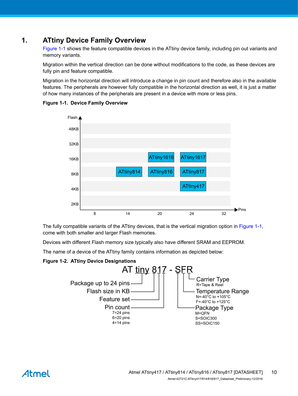 1. ATtiny Device Family Overview
Figure 1-1 shows the feature compatible devices in the ATtiny device family, including pin out variants and
memory variants.
Migration within the vertical direction can be done without modifications to the code, as these devices are
fully pin and feature compatible.
Migration in the horizontal direction will introduce a change in pin count and therefore also in the available
features. The peripherals are however fully compatible in the horizontal direction as well, it is just a matter
of how many instances of the peripherals are present in a device with more or less pins.
Figure 1-1. Device Family Overview
Flash
48KB
32KB
16KB
ATtiny1616 ATtiny1617
8KB
ATtiny814 ATtiny816 ATtiny817
4KB
ATtiny417
2KB
Pins
8 14 20 24 32
The fully compatible variants of the ATtiny devices, that is the vertical migration option in Figure 1-1,
come with both smaller and larger Flash memories.
Devices with different Flash memory size typically also have different SRAM and EEPROM.
The name of a device of the ATtiny family contains information as depicted below:
Figure 1-2. ATtiny Device Designations
AT tiny 817 - SFR
Package up to 24 pins
Flash size in KB
Feature set
Pin count
7=24 pins
6=20 pins
4=14 pins
Carrier Type
R=Tape & Reel
Temperature Range
N=-40°C to +105°C
F=-40°C to +125°C
Package Type
M=QFN
S=SOIC300
SS=SOIC150
Atmel
Atmel ATtiny417 / ATtiny814 / ATtiny816 / ATtiny817 [DATASHEET] 10